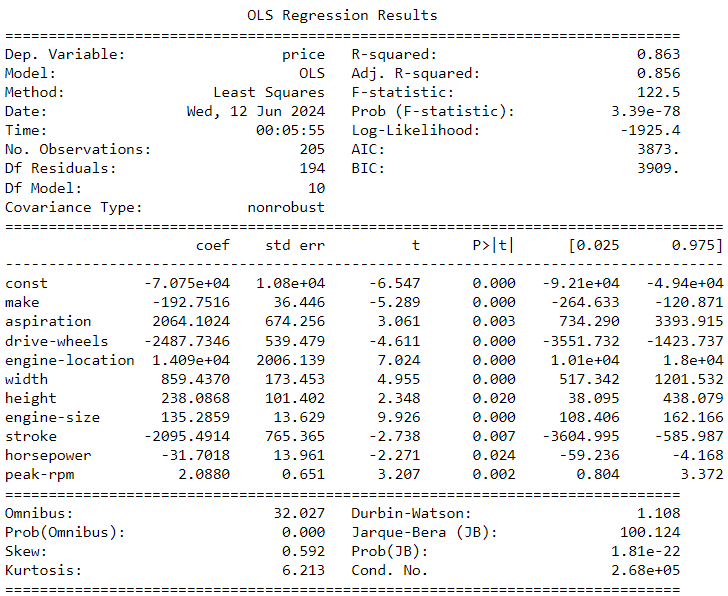 OLS Regression Results
==============================================================================
Dep. Variable: price R-squared: 0.863
Model: OLS Adj. R-squared: 0.856
Method: Least Squares F-statistic: 122.5
Date: Wed, 12 Jun 2024 Prob (F-statistic): 3.39e-78
Time: 00:05:55 Log-Likelihood: -1925.4
No. Observations: 205 AIC: 3873.
Df Residuals: 194 BIC: 3909.
Df Model: 10
Covariance Type: nonrobust
===================================================================================
coef std err t P>|t| [0.025 0.975]
-----------------------------------------------------------------------------------
const -7.075e+04 1.08e+04 -6.547 0.000 -9.21e+04 -4.94e+04
make -192.7516 36.446 -5.289 0.000 -264.633 -120.871
aspiration 2064.1024 674.256 3.061 0.003 734.290 3393.915
drive-wheels -2487.7346 539.479 -4.611 0.000 -3551.732 -1423.737
engine-location 1.409e+04 2006.139 7.024 0.000 1.01e+04 1.8e+04
width 859.4370 173.453 4.955 0.000 517.342 1201.532
height 238.0868 101.402 2.348 0.020 38.095 438.079
engine-size 135.2859 13.629 9.926 0.000 108.406 162.166
stroke -2095.4914 765.365 -2.738 0.007 -3604.995 -585.987
horsepower -31.7018 13.961 -2.271 0.024 -59.236 -4.168
peak-rpm 2.0880 0.651 3.207 0.002 0.804 3.372
==============================================================================
Omnibus: 32.027 Durbin-Watson: 1.108
Prob(Omnibus): 0.000 Jarque-Bera (JB): 100.124
Skew: 0.592 Prob(JB): 1.81e-22
Kurtosis: 6.213 Cond. No. 2.68e+05
==============================================================================